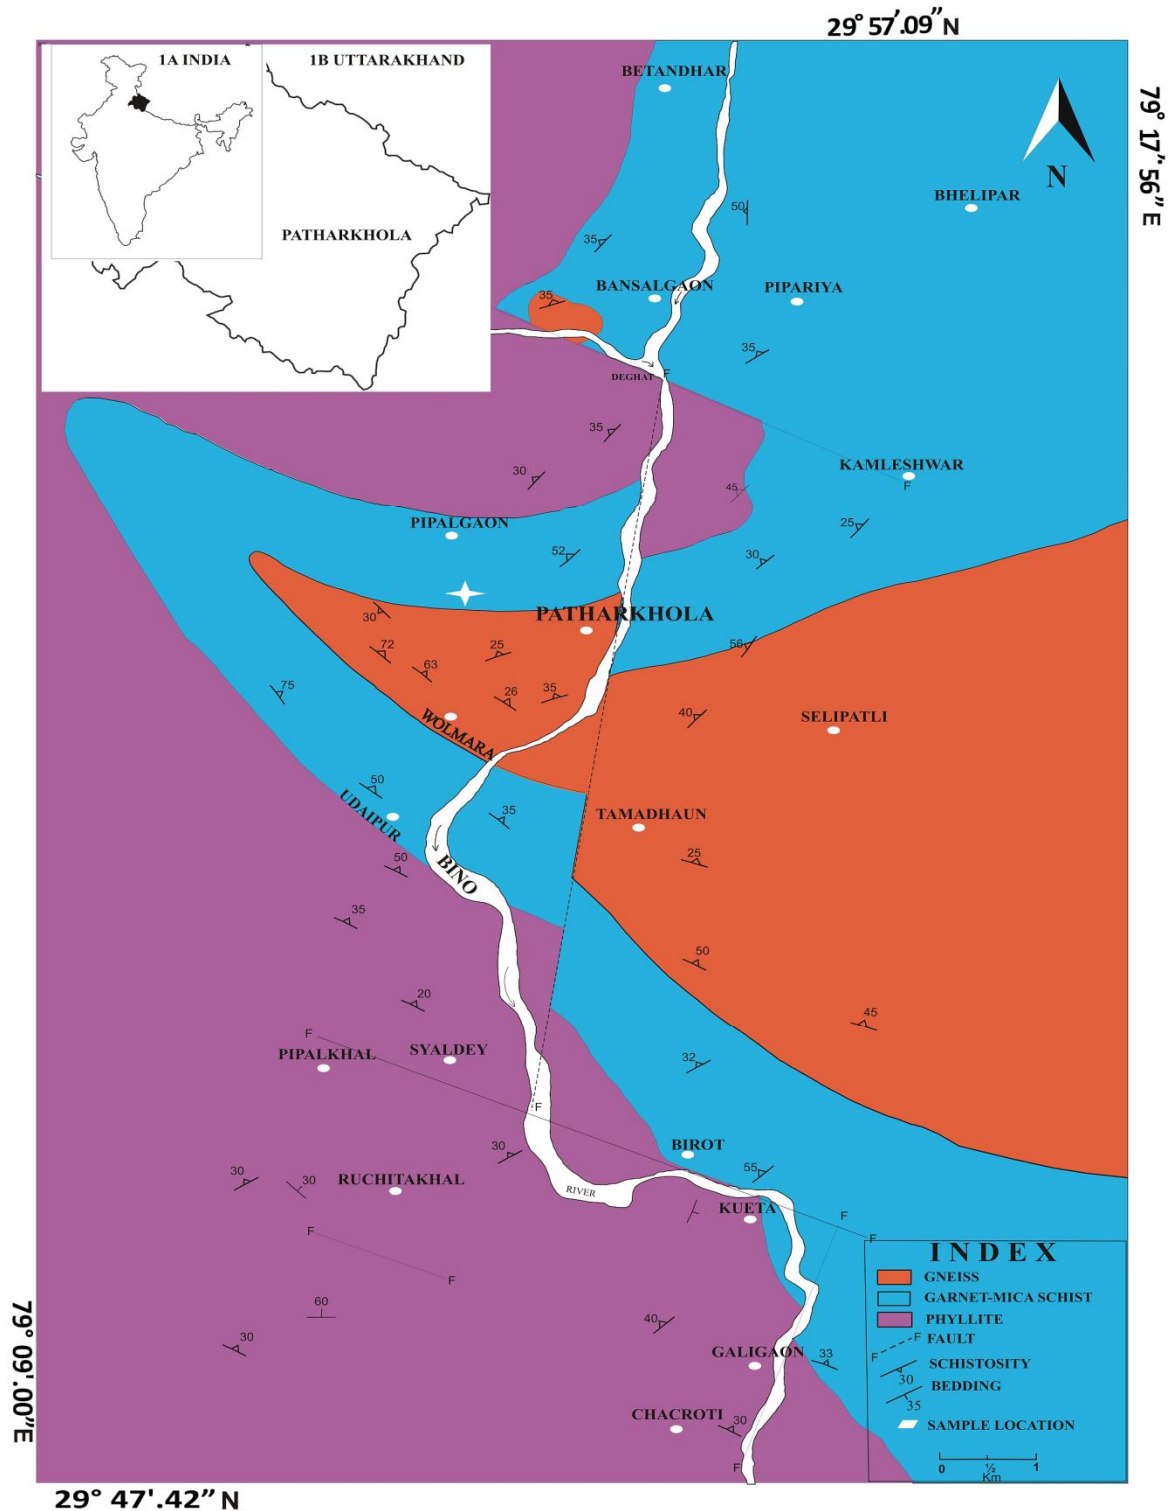 29° 57'.09" N
79° 17' 56" E
1A INDIA
1B UTTARAKHAND
PATHARKHOLA
BETANDHAR
N
BHELIPAR
50
35
BANSALGAON
PIPARIYA
35
35
DEGHAT
F
35
KAMLESHWAR
30
45
F
PIPALGAON
25
52
30
PATHARKHOLA
30
56
72
25
63
75
26
35
40
SELIPATLI
WOLMARA
50
35
TAMADHAUN
UDAIPUR
25
50
BINO
35
50
20
45
F
PIPALKHAL
SYALDEY
32
F
BIROT
30
55
30
30
RUCHITAKHAL
RIVER
KUETA
F
F
F
F
60
30
40
GALIGAON
33
CHACROTI
30
F
INDEX
GNEISS
GARNET-MICA SCHIST
PHYLLITE
F
FAULT
F
SCHISTOSITY
30
BEDDING
35
SAMPLE LOCATION
0 ½ 1
Km
79° 09'.00"E
29° 47'.42" N